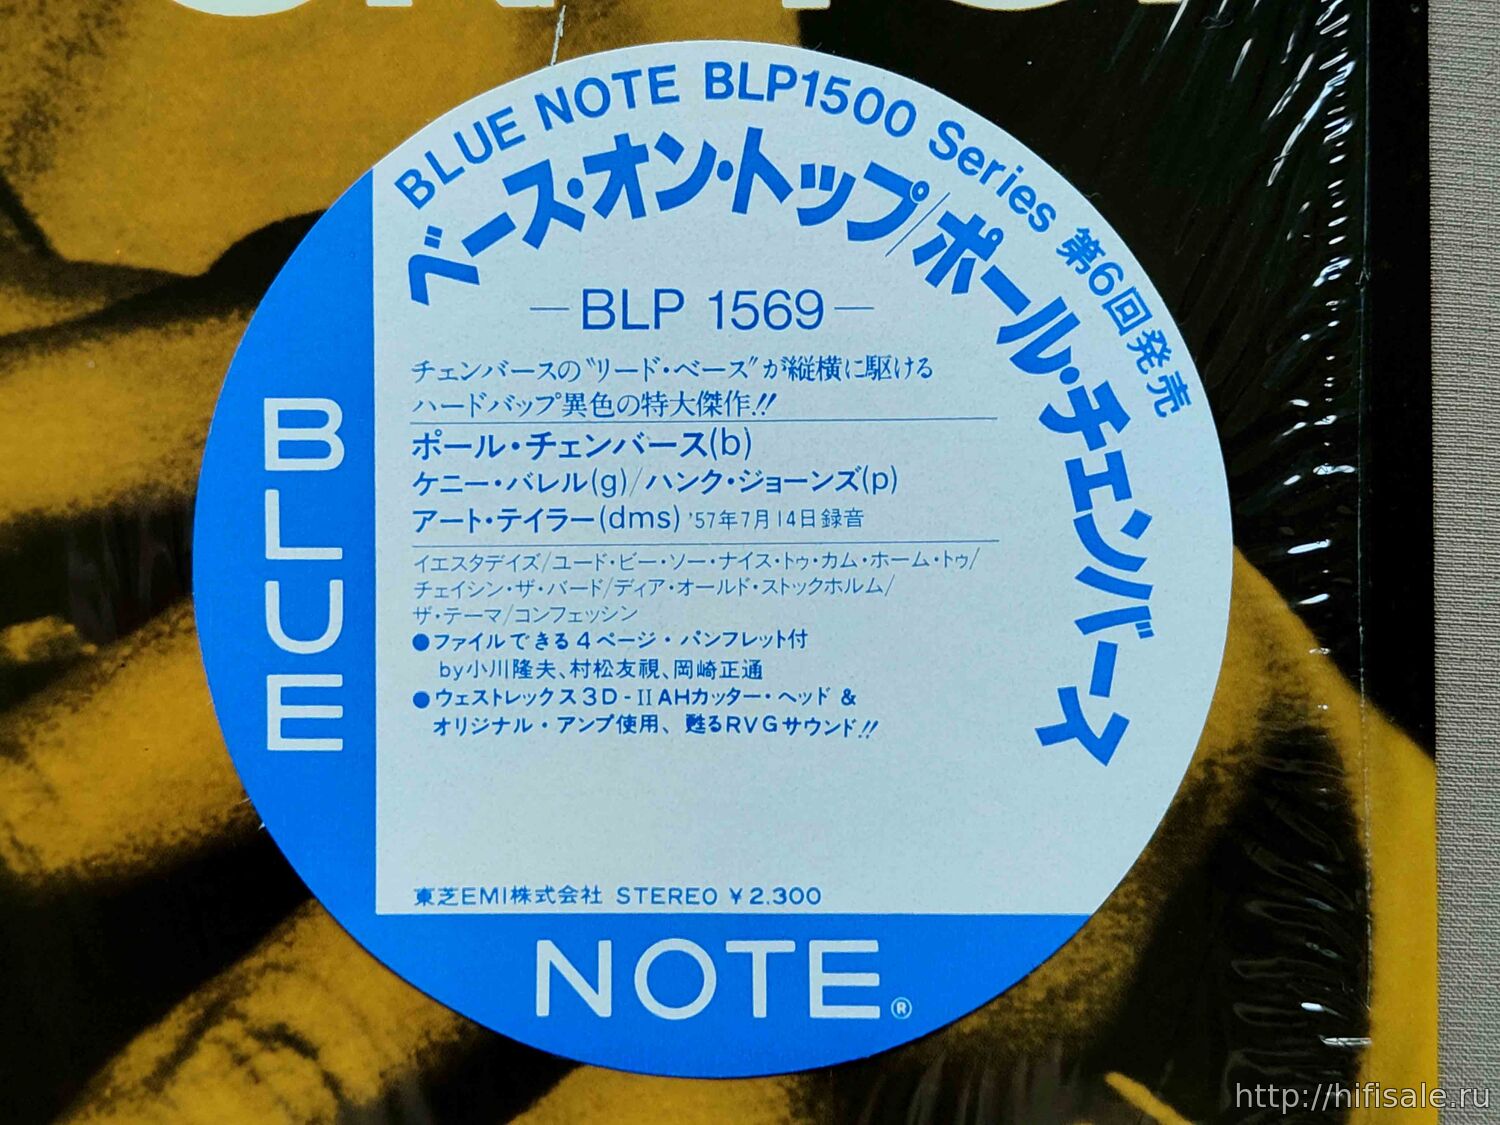 BLUE NOTE BLP1500 Series 第6回発売
ベース・オン・トップ/ポール・チェンバース
—BLP 1569—
チェンバースの〝リード・ベース〟が縦横に駆ける
ハードバップ異色の特大傑作!!
ポール・チェンバース(b)
ケニー・バレル(g)/ハンク・ジョーンズ(p)
アート・テイラー(dms) '57年7月14日録音
イエスタデイズ/ユード・ビー・ソー・ナイス・トゥ・カム・ホーム・トゥ/
チェイシン・ザ・バード/ディア・オールド・ストックホルム/
ザ・テーマ/コンフェッシン
●ファイルできる4ページ・パンフレット付
by小川隆夫、村松友視、岡崎正通
●ウェストレックス3D-II AHカッター・ヘッド &
オリジナル・アンプ使用、甦るRVGサウンド!!
東芝EMI株式会社 STEREO ¥2.300
BLUE
NOTE®
http://hifisale.ru